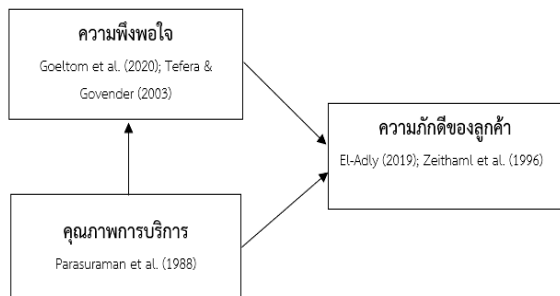 ความพึงพอใจ
Goeltom et al. (2020); Tefera &
Govender (2003)
ความภักดีของลูกค้า
El-Adly (2019); Zeithaml et al. (1996)
คุณภาพการบริการ
Parasuraman et al. (1988)